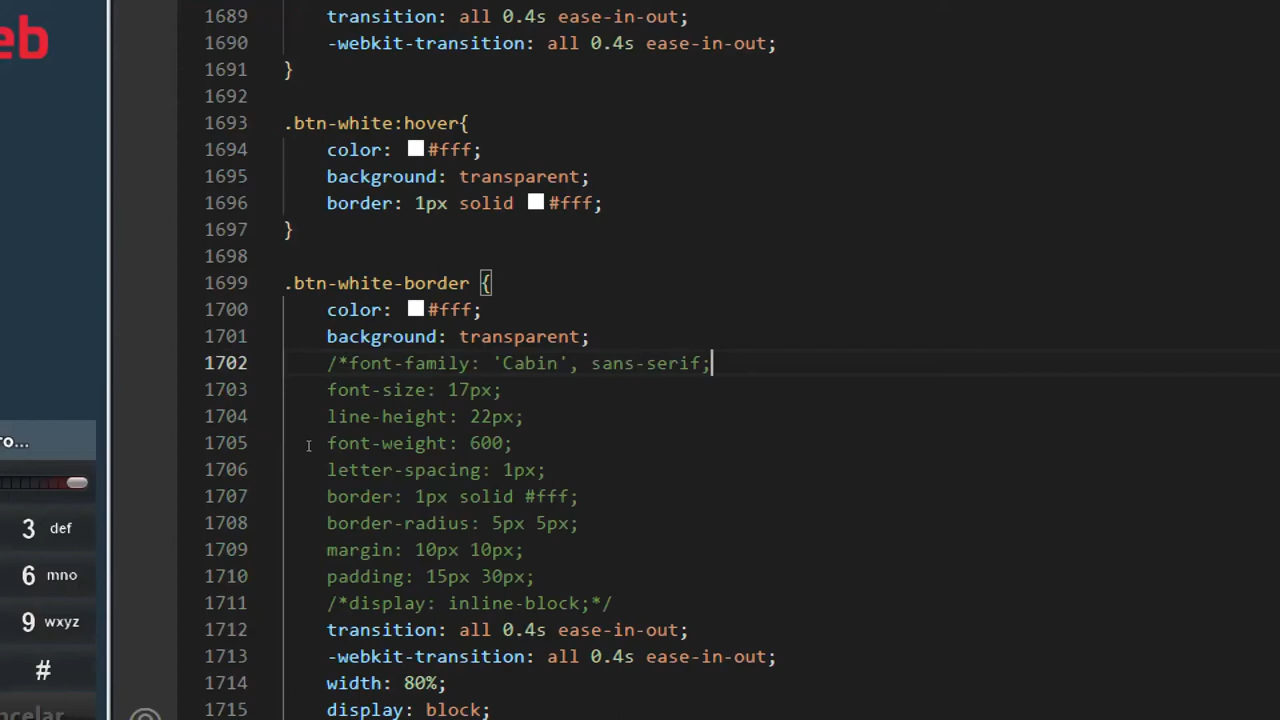 eb
ro...
3 def
6 mno
9 wxyz
#
ncelar
1689 transition: all 0.4s ease-in-out;
1690 -webkit-transition: all 0.4s ease-in-out;
1691 }
1692
1693 .btn-white:hover{
1694 color: #fff;
1695 background: transparent;
1696 border: 1px solid #fff;
1697 }
1698
1699 .btn-white-border {
1700 color: #fff;
1701 background: transparent;
1702 /*font-family: 'Cabin', sans-serif;
1703 font-size: 17px;
1704 line-height: 22px;
1705 font-weight: 600;
1706 letter-spacing: 1px;
1707 border: 1px solid #fff;
1708 border-radius: 5px 5px;
1709 margin: 10px 10px;
1710 padding: 15px 30px;
1711 /*display: inline-block;*/
1712 transition: all 0.4s ease-in-out;
1713 -webkit-transition: all 0.4s ease-in-out;
1714 width: 80%;
1715 display: block;